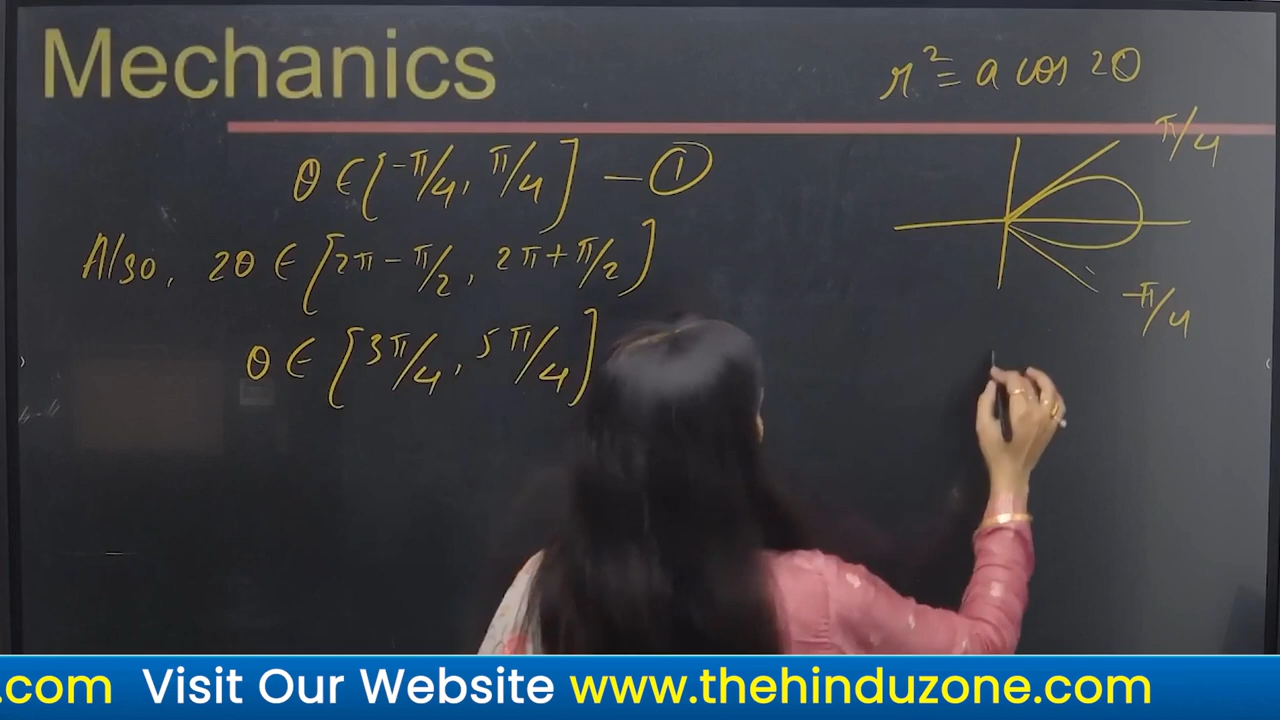 Mechanics
r² = a cos 2θ
θ ∈ [-π/4, π/4] — ①
Also, 2θ ∈ [2π - π/2, 2π + π/2]
θ ∈ [3π/4, 5π/4]
π/4
-π/4
.com Visit Our Website www.thehinduzone.com